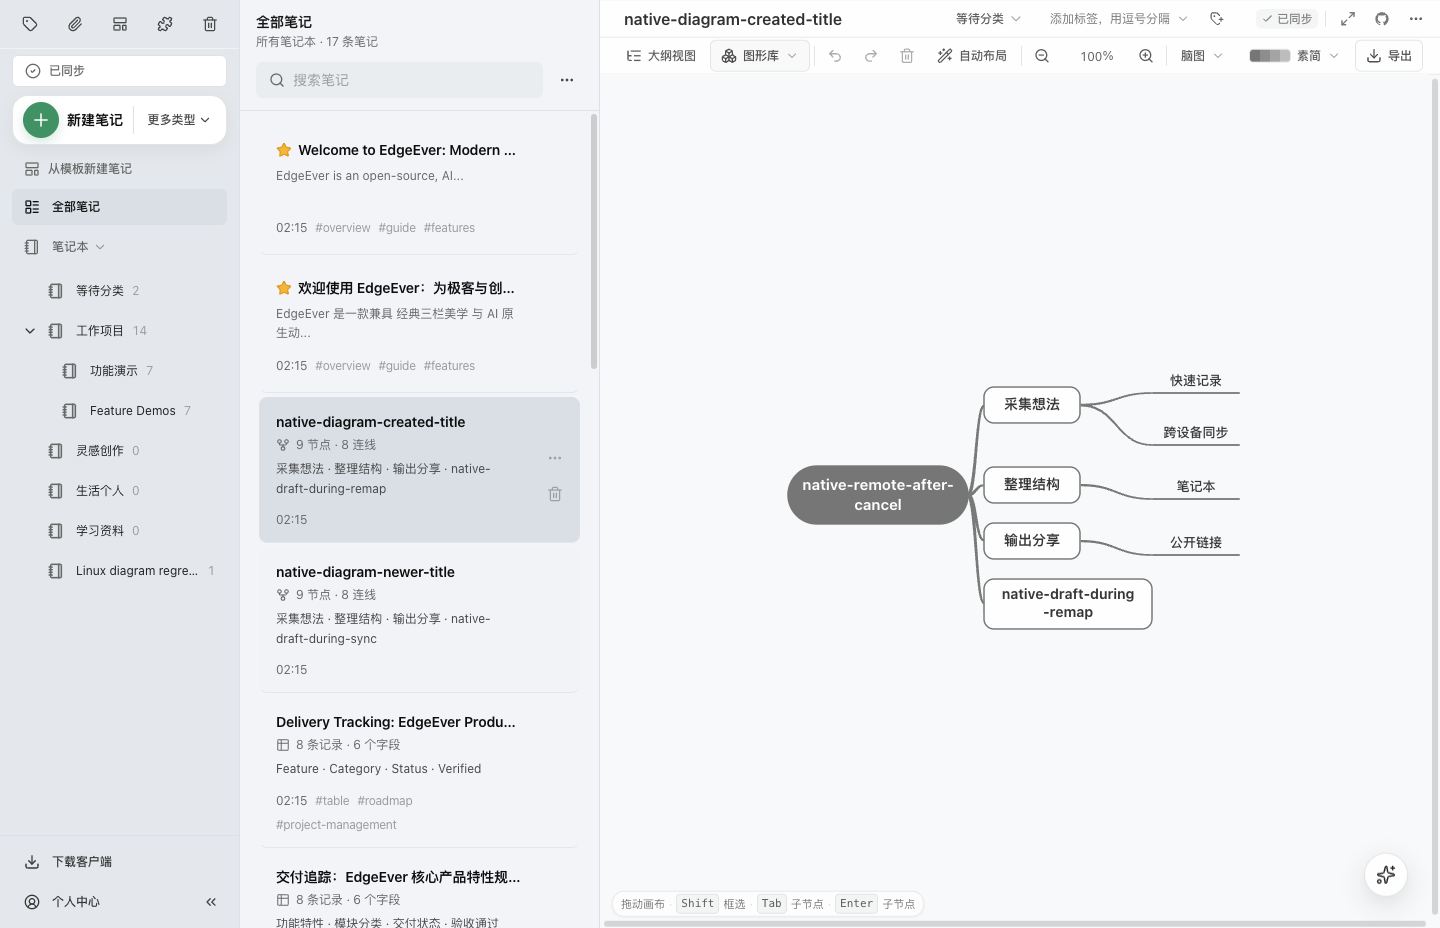 已同步
新建笔记
更多类型
从模板新建笔记
全部笔记
笔记本
等待分类 2
工作项目 14
功能演示 7
Feature Demos 7
灵感创作 0
生活个人 0
学习资料 0
Linux diagram regre... 1
下载客户端
个人中心
全部笔记
所有笔记本 · 17 条笔记
搜索笔记
Welcome to EdgeEver: Modern ...
EdgeEver is an open-source, AI...
02:15 #overview #guide #features
欢迎使用 EdgeEver：为极客与创...
EdgeEver 是一款兼具 经典三栏美学 与 AI 原
生动...
02:15 #overview #guide #features
native-diagram-created-title
9 节点 · 8 连线
采集想法 · 整理结构 · 输出分享 · native-
draft-during-remap
02:15
native-diagram-newer-title
9 节点 · 8 连线
采集想法 · 整理结构 · 输出分享 · native-
draft-during-sync
02:15
Delivery Tracking: EdgeEver Produ...
8 条记录 · 6 个字段
Feature · Category · Status · Verified
02:15 #table #roadmap
#project-management
交付追踪：EdgeEver 核心产品特性规...
8 条记录 · 6 个字段
功能特性 · 模块分类 · 交付状态 · 验收通过
native-diagram-created-title
等待分类
添加标签，用逗号分隔
已同步
大纲视图
图形库
自动布局
100%
脑图
素简
导出
native-remote-after-
cancel
采集想法
快速记录
跨设备同步
整理结构
笔记本
输出分享
公开链接
native-draft-during
-remap
拖动画布 · Shift 框选 · Tab 子节点 · Enter 子节点